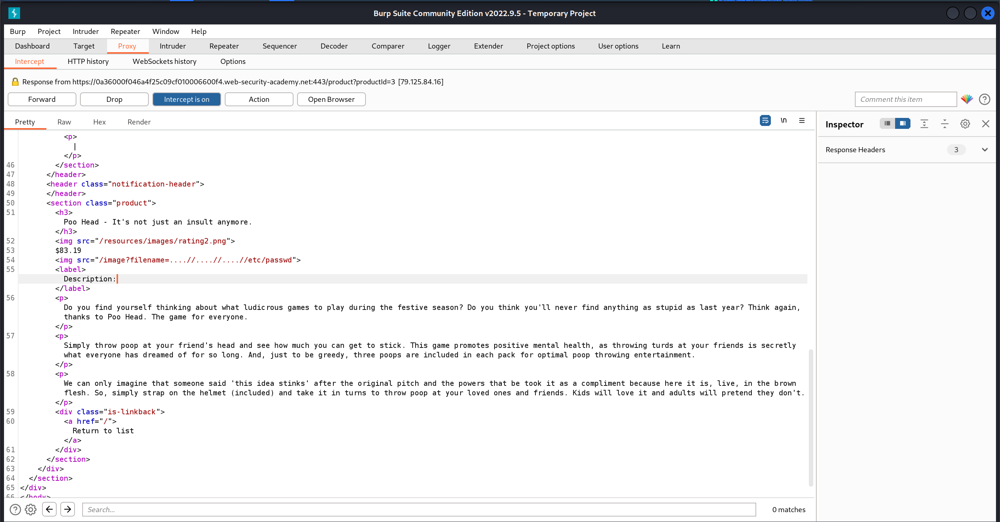 Burp Suite Community Edition v2022.9.5 - Temporary Project
Burp Project Intruder Repeater Window Help
Dashboard Target Proxy Intruder Repeater Sequencer Decoder Comparer Logger Extender Project options User options Learn
Intercept HTTP history WebSockets history Options
Response from https://0a36000f046a4f25c09cf010006600f4.web-security-academy.net:443/product?productId=3 [79.125.84.16]
Forward Drop Intercept is on Action Open Browser Comment this item
Pretty Raw Hex Render \n
Inspector
Response Headers 3
<p>
|
</p>
46 </section>
47 </header>
48 <header class="notification-header">
49 </header>
50 <section class="product">
51 <h3>
Poo Head - It's not just an insult anymore.
</h3>
52 <img src="/resources/images/rating2.png">
53 $83.19
54 <img src="/image?filename=....//....//....//etc/passwd">
55 <label>
Description:
</label>
56 <p>
Do you find yourself thinking about what ludicrous games to play during the festive season? Do you think you'll never find anything as stupid as last year? Think again,
thanks to Poo Head. The game for everyone.
</p>
57 <p>
Simply throw poop at your friend's head and see how much you can get to stick. This game promotes positive mental health, as throwing turds at your friends is secretly
what everyone has dreamed of for so long. And, just to be greedy, three poops are included in each pack for optimal poop throwing entertainment.
</p>
58 <p>
We can only imagine that someone said 'this idea stinks' after the original pitch and the powers that be took it as a compliment because here it is, live, in the brown
flesh. So, simply strap on the helmet (included) and take it in turns to throw poop at your loved ones and friends. Kids will love it and adults will pretend they don't.
</p>
59 <div class="is-linkback">
60 <a href="/">
Return to list
</a>
61 </div>
62 </section>
63 </div>
64 </section>
65 </div>
66 </body>
Search... 0 matches